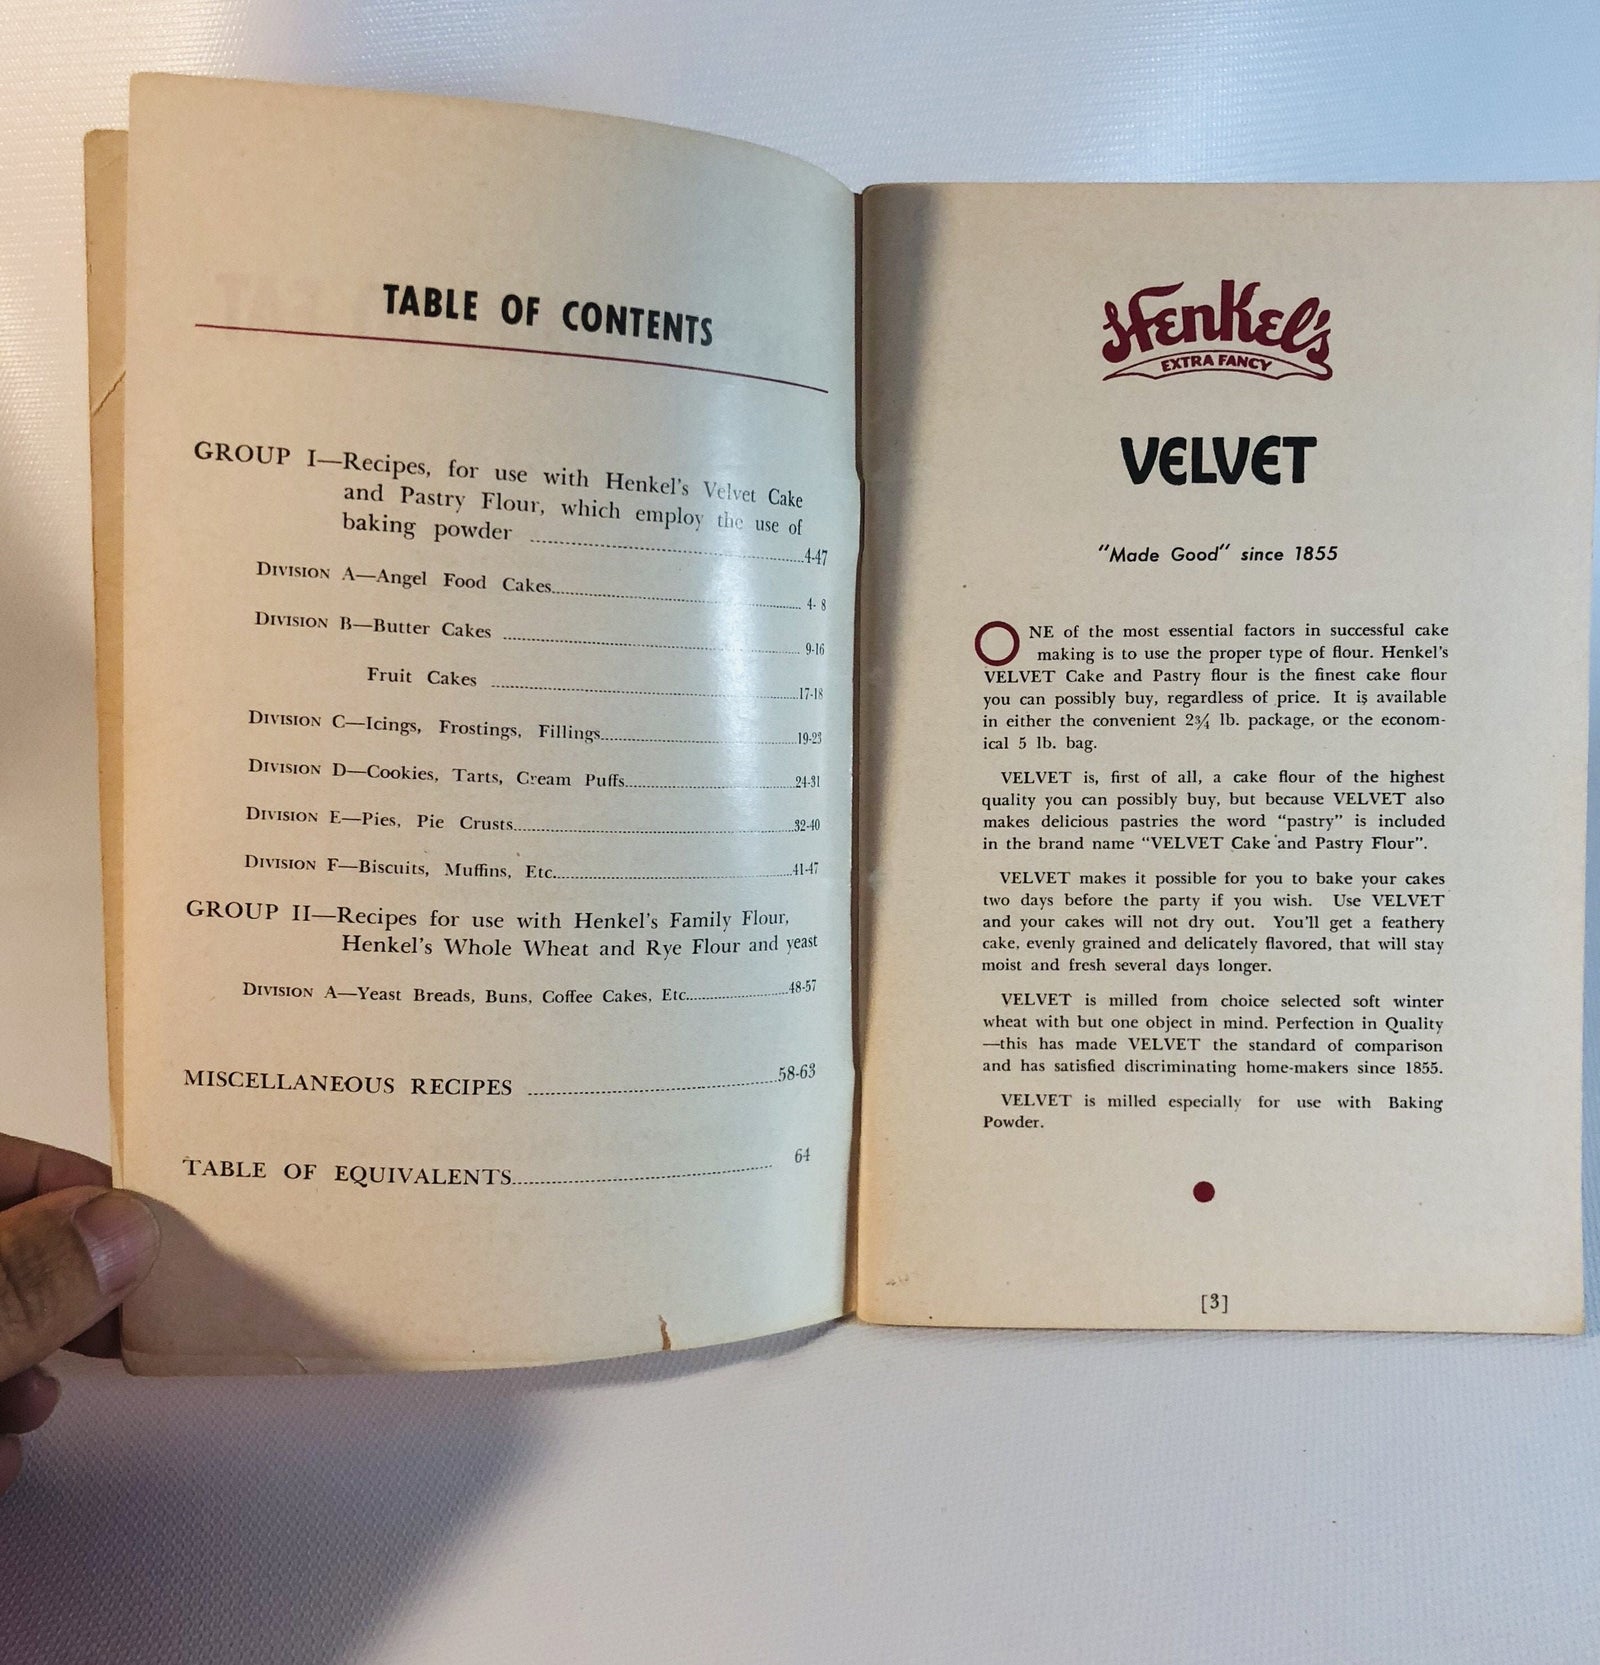 TABLE OF CONTENTS
GROUP I—Recipes, for use with Henkel's Velvet Cake
and Pastry Flour, which employ the use of
baking powder ........ 4-47
DIVISION A—Angel Food Cakes........ 4- 8
DIVISION B—Butter Cakes ........ 9-16
Fruit Cakes ........ 17-18
DIVISION C—Icings, Frostings, Fillings........ 19-23
DIVISION D—Cookies, Tarts, Cream Puffs........ 24-31
DIVISION E—Pies, Pie Crusts........ 32-40
DIVISION F—Biscuits, Muffins, Etc........ 41-47
GROUP II—Recipes for use with Henkel's Family Flour,
Henkel's Whole Wheat and Rye Flour and yeast
DIVISION A—Yeast Breads, Buns, Coffee Cakes, Etc........ 48-57
MISCELLANEOUS RECIPES ........ 58-63
TABLE OF EQUIVALENTS........ 64
Henkel's
EXTRA FANCY
VELVET
"Made Good" since 1855
ONE of the most essential factors in successful cake
making is to use the proper type of flour. Henkel's
VELVET Cake and Pastry flour is the finest cake flour
you can possibly buy, regardless of price. It is available
in either the convenient 2¾ lb. package, or the econom-
ical 5 lb. bag.
VELVET is, first of all, a cake flour of the highest
quality you can possibly buy, but because VELVET also
makes delicious pastries the word "pastry" is included
in the brand name "VELVET Cake and Pastry Flour".
VELVET makes it possible for you to bake your cakes
two days before the party if you wish. Use VELVET
and your cakes will not dry out. You'll get a feathery
cake, evenly grained and delicately flavored, that will stay
moist and fresh several days longer.
VELVET is milled from choice selected soft winter
wheat with but one object in mind. Perfection in Quality
—this has made VELVET the standard of comparison
and has satisfied discriminating home-makers since 1855.
VELVET is milled especially for use with Baking
Powder.
[3]